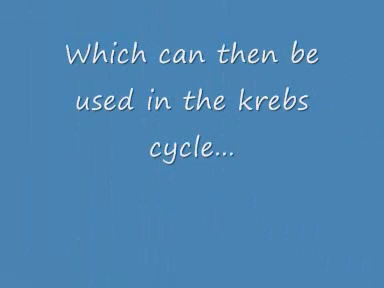 Which can then be
used in the krebs
cycle...